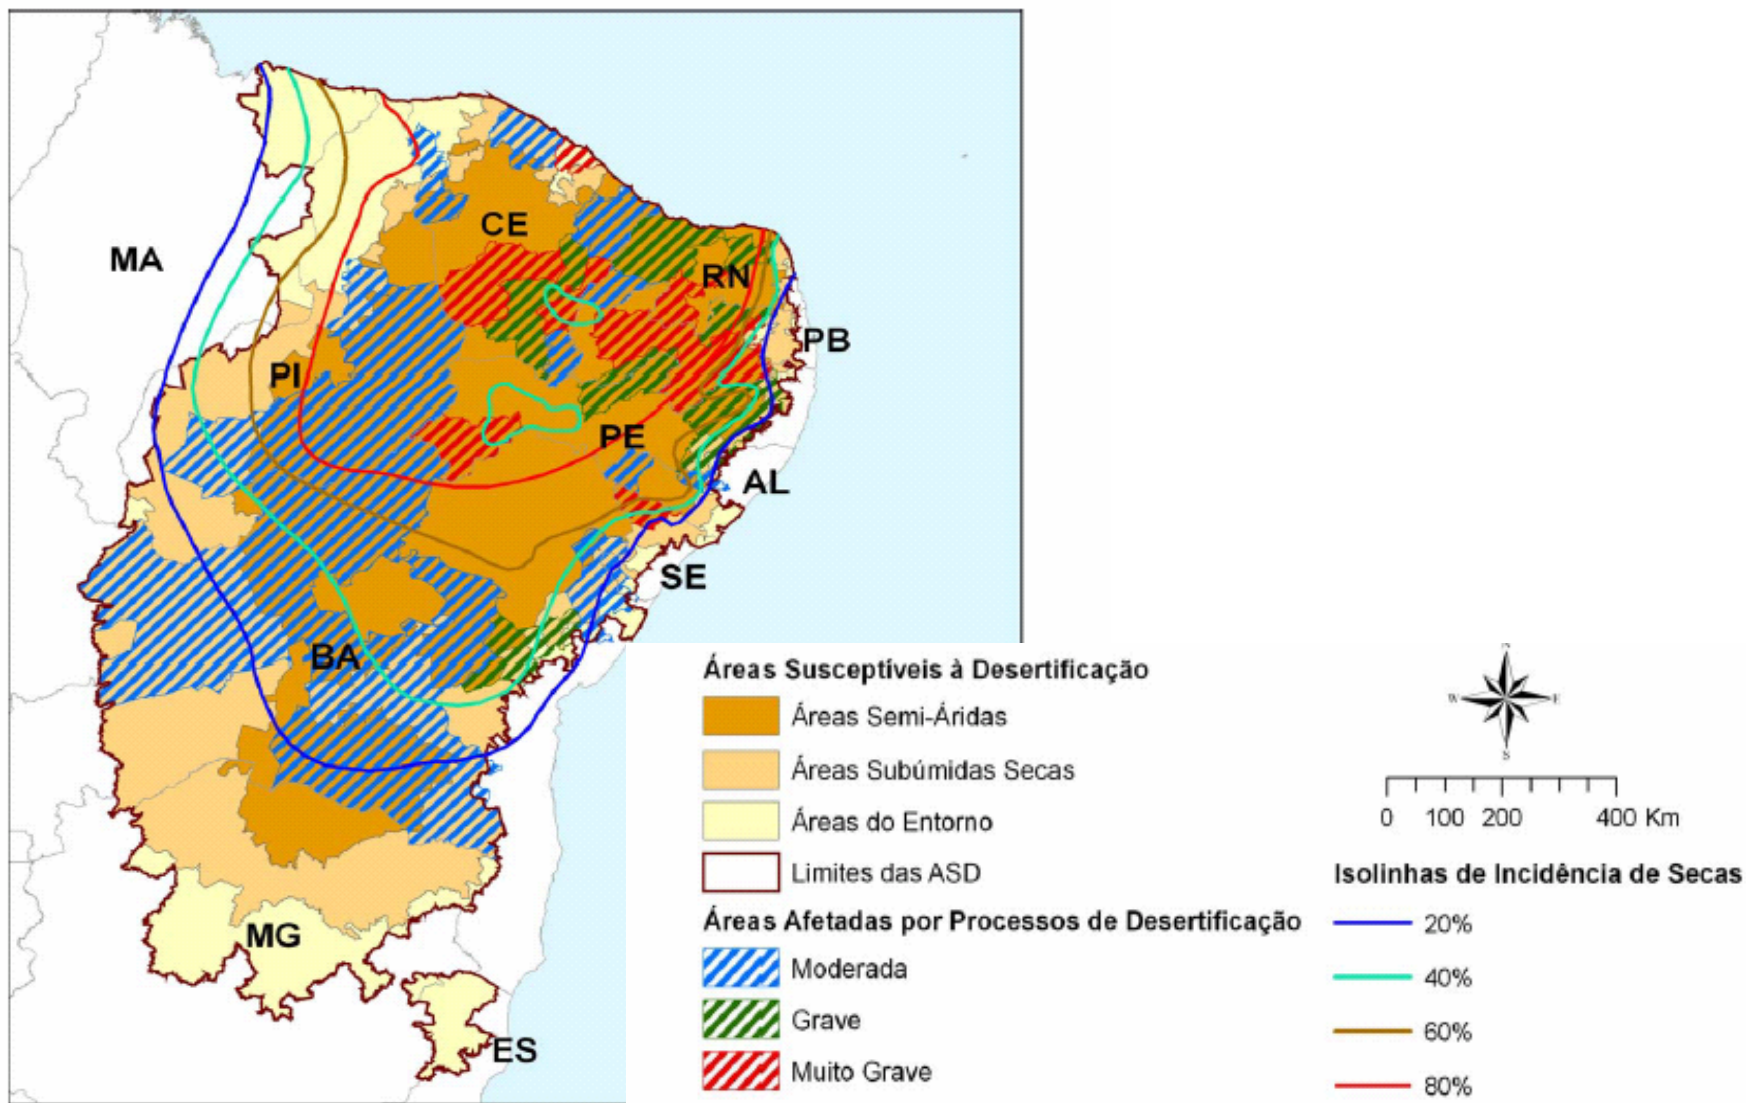 CE
MA
RN
PB
PI
PE
AL
SE
BA
MG
ES
Áreas Susceptíveis à Desertificação
Áreas Semi-Áridas
Áreas Subúmidas Secas
Áreas do Entorno
Limites das ASD
Áreas Afetadas por Processos de Desertificação
Moderada
Grave
Muito Grave
N
W E
S
0 100 200 400 Km
Isolinhas de Incidência de Secas
20%
40%
60%
80%